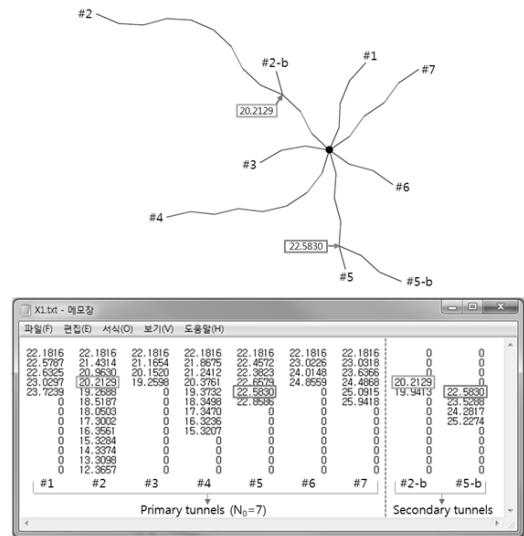 #2
#2-b
#1
#7
20.2129
#3
#6
#4
22.5830
#5
#5-b
X1.txt - 메모장
파일(F) 편집(E) 서식(O) 보기(V) 도움말(H)
22.1816 22.1816 22.1816 22.1816 22.1816 22.1816 22.1816 0 0
22.5787 21.4314 21.1654 21.8675 22.4572 23.0226 23.0318 0 0
22.6325 20.9630 20.1520 21.2412 22.3823 24.0148 23.6366 0 0
23.0297 20.2129 19.2598 20.3761 22.6579 24.8559 24.4868 20.2129 0
23.7239 19.2688 0 19.3732 22.5830 0 25.0915 19.9413 22.5830
0 18.5187 0 18.3498 22.8586 0 25.9418 0 23.5288
0 18.0503 0 17.3470 0 0 0 0 24.2817
0 17.3002 0 16.3236 0 0 0 0 25.2274
0 16.3561 0 15.3207 0 0 0 0 0
0 15.3284 0 0 0 0 0 0 0
0 14.3374 0 0 0 0 0 0 0
0 13.3098 0 0 0 0 0 0 0
0 12.3657 0 0 0 0 0 0 0
#1 #2 #3 #4 #5 #6 #7 #2-b #5-b
Primary tunnels (N₀=7) Secondary tunnels